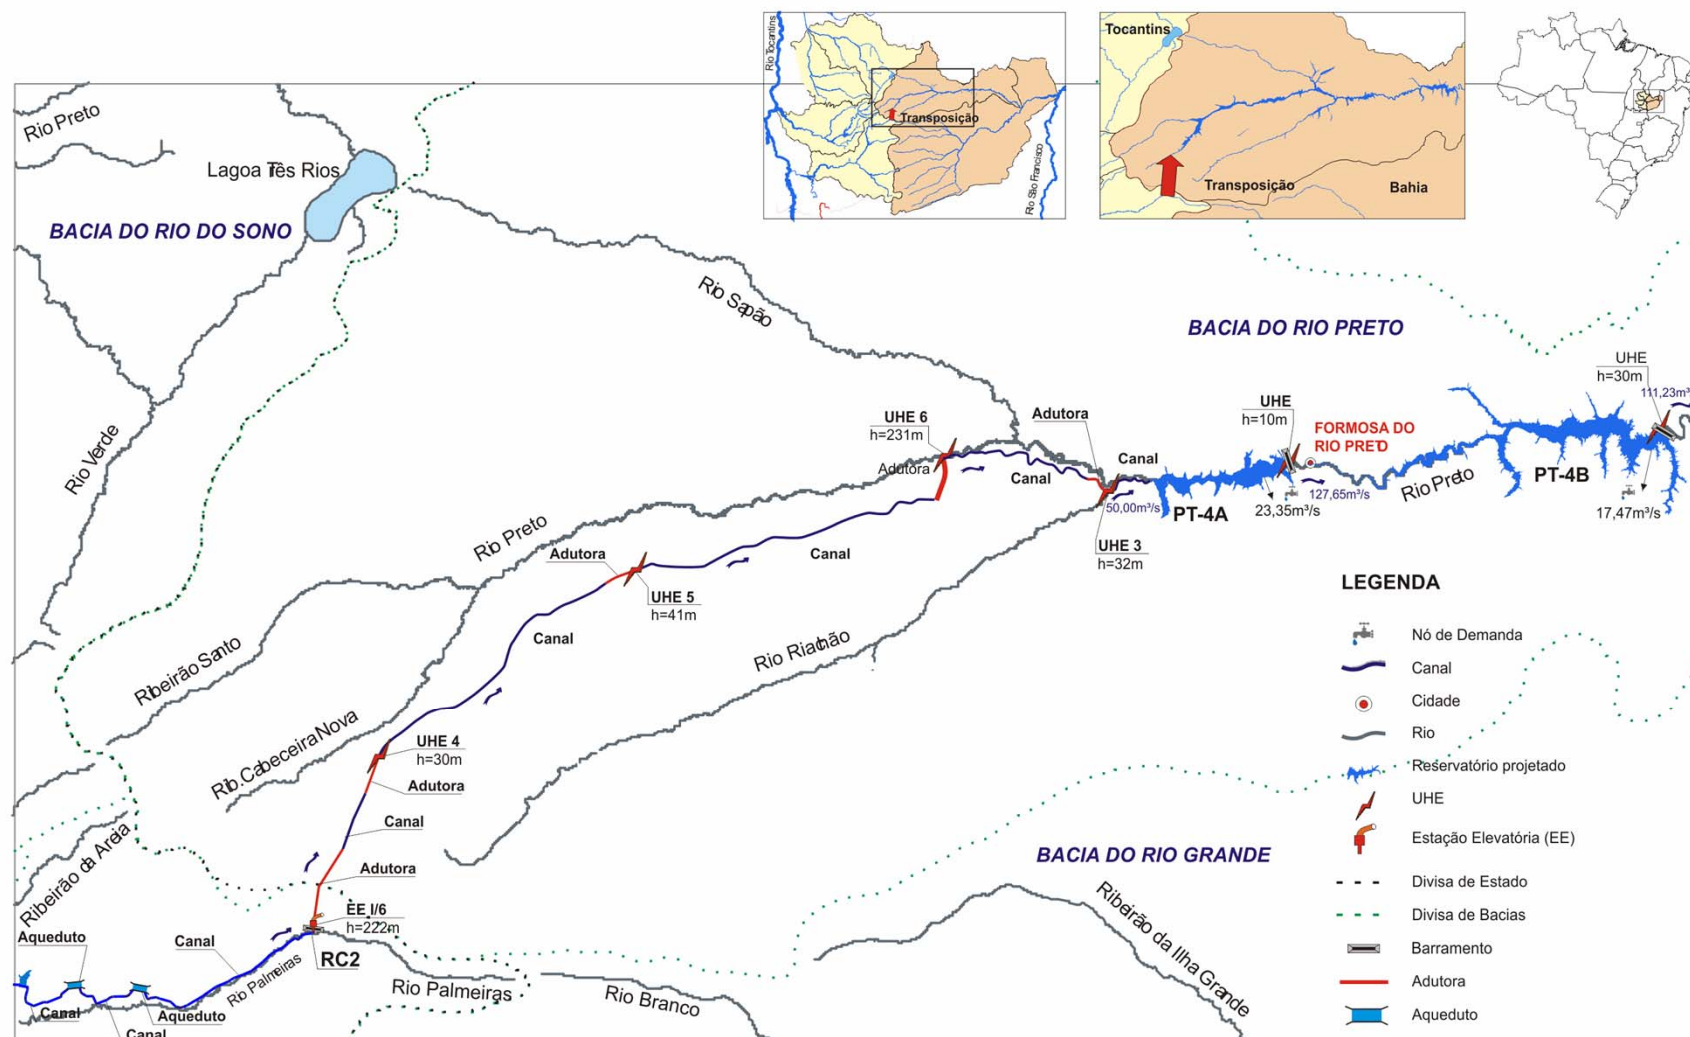 Rio Tocantins
Transposição
Rio São Francisco
Tocantins
Transposição
Bahia
Rio Preto
Lagoa Três Rios
BACIA DO RIO DO SONO
Rio Sapão
BACIA DO RIO PRETO
Rio Verde
UHE
h=30m
111,23m³
UHE
h=10m
FORMOSA DO
RIO PRETO
UHE 6
h=231m
Adutora
Adutora
Canal
Canal
50,00m³/s
PT-4A
23,35m³/s
127,65m³/s
Rio Preto
PT-4B
17,47m³/s
Rio Preto
Adutora
UHE 5
h=41m
Canal
UHE 3
h=32m
Canal
Rio Riachão
Ribeirão Santo
Rib. Cabeceira Nova
UHE 4
h=30m
Adutora
Canal
Adutora
Ribeirão da Areia
EE I/6
h=222m
RC2
Aqueduto
Canal
Rio Palmeiras
Canal
Aqueduto
Canal
Rio Palmeiras
Rio Branco
BACIA DO RIO GRANDE
Ribeirão da Ilha Grande
LEGENDA
Nó de Demanda
Canal
Cidade
Rio
Reservatório projetado
UHE
Estação Elevatória (EE)
Divisa de Estado
Divisa de Bacias
Barramento
Adutora
Aqueduto